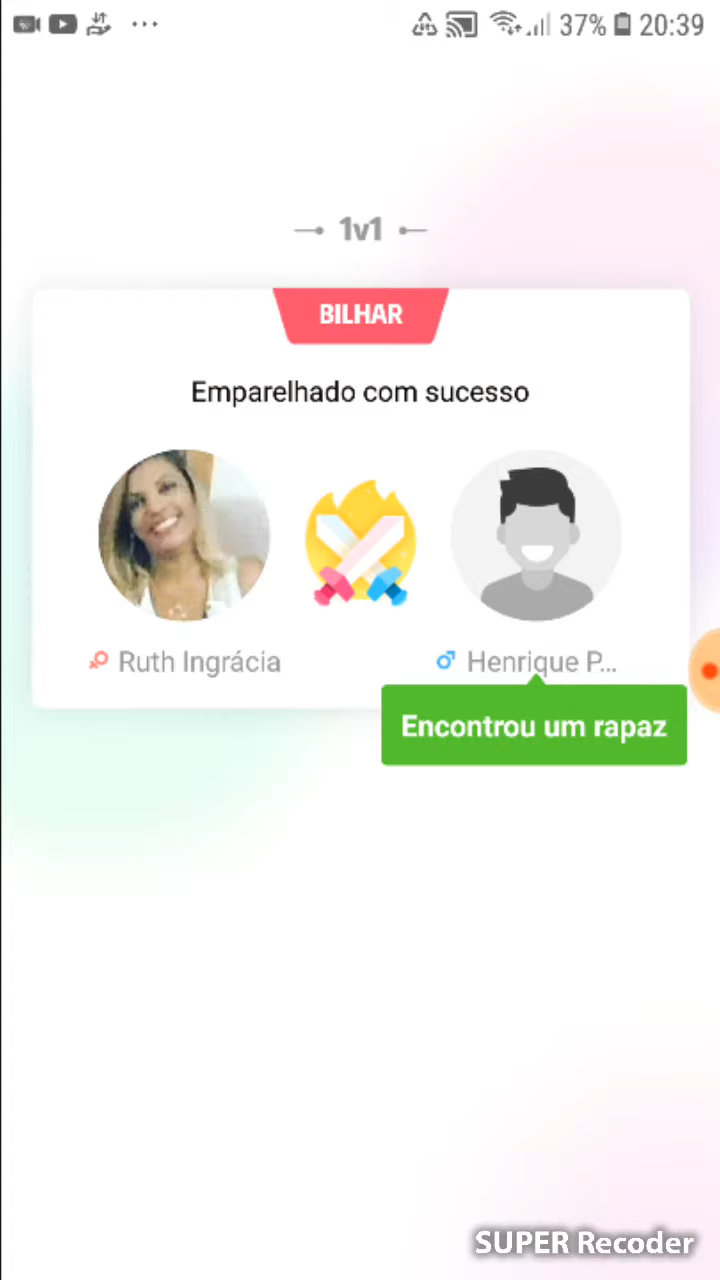 37% 20:39
1v1
BILHAR
Emparelhado com sucesso
Ruth Ingrácia
Henrique P...
Encontrou um rapaz
SUPER Recoder